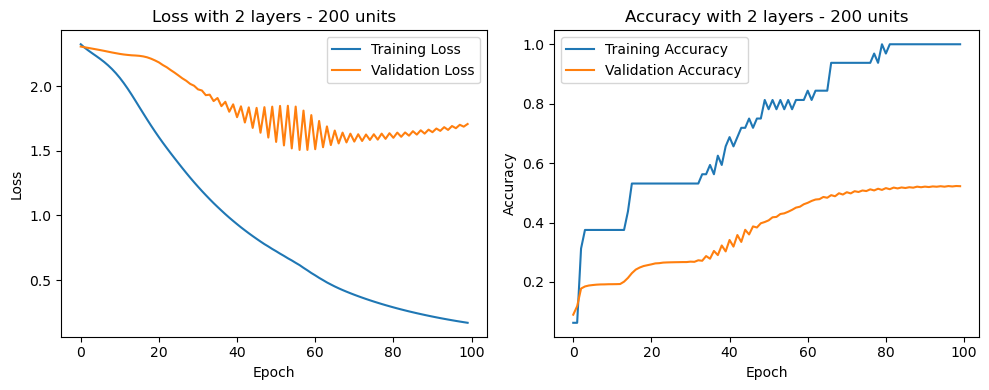 Loss with 2 layers - 200 units
Training Loss
Validation Loss
2.0
1.5
1.0
0.5
Loss
0
20
40
60
80
100
Epoch
Accuracy with 2 layers - 200 units
Training Accuracy
Validation Accuracy
1.0
0.8
0.6
0.4
0.2
Accuracy
0
20
40
60
80
100
Epoch